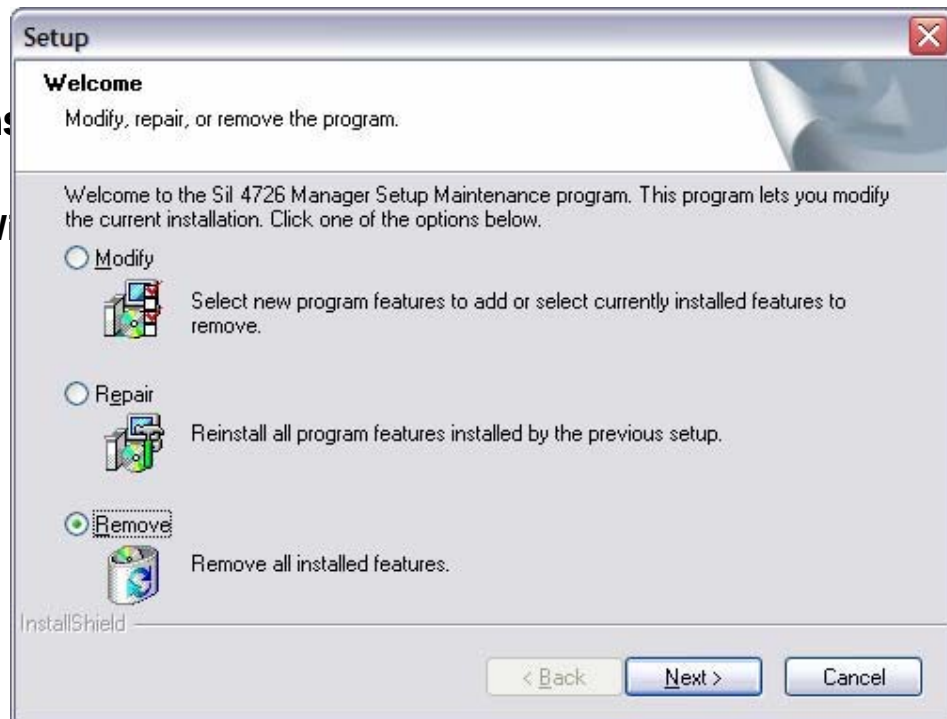 Setup
Welcome
Modify, repair, or remove the program.
Welcome to the SiI 4726 Manager Setup Maintenance program. This program lets you modify
the current installation. Click one of the options below.
Modify
Select new program features to add or select currently installed features to
remove.
Repair
Reinstall all program features installed by the previous setup.
Remove
Remove all installed features.
InstallShield
< Back
Next >
Cancel